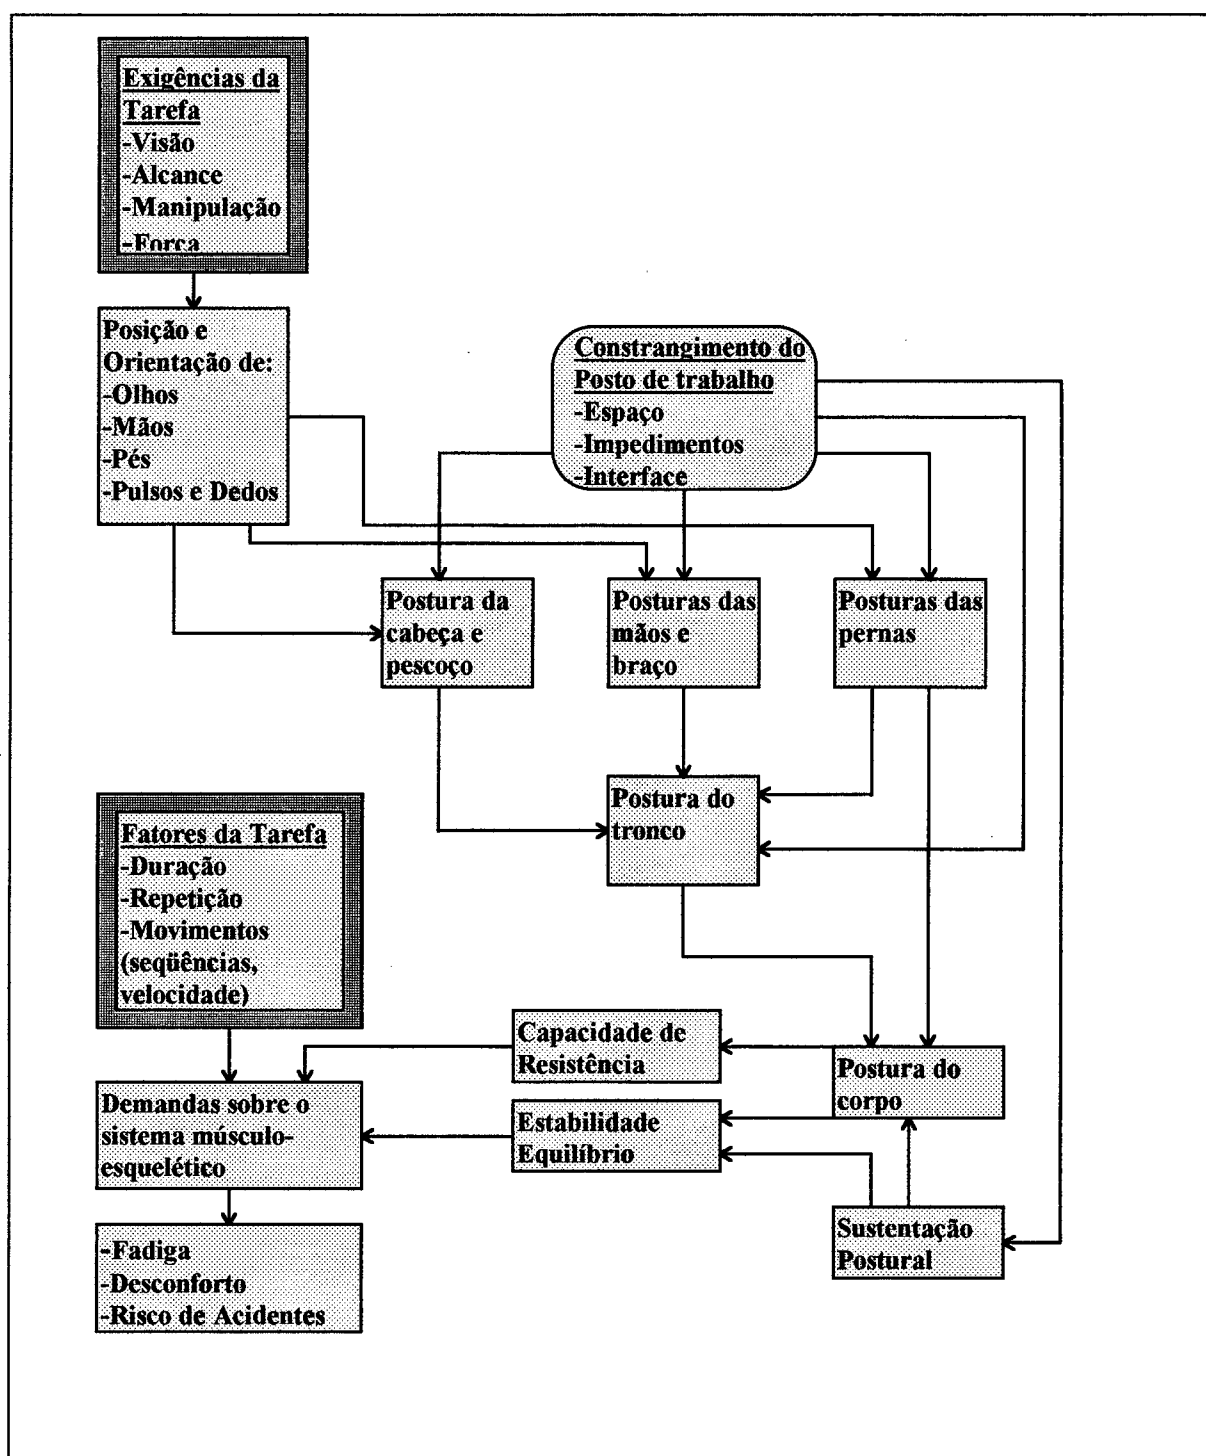 Exigências da
Tarefa
-Visão
-Alcance
-Manipulação
-Força
Posição e
Orientação de:
-Olhos
-Mãos
-Pés
-Pulsos e Dedos
Constrangimento do
Posto de trabalho
-Espaço
-Impedimentos
-Interface
Postura da
cabeça e
pescoço
Posturas das
mãos e
braço
Posturas das
pernas
Postura do
tronco
Fatores da Tarefa
-Duração
-Repetição
-Movimentos
(seqüências,
velocidade)
Capacidade de
Resistência
Postura do
corpo
Demandas sobre o
sistema músculo-
esquelético
Estabilidade
Equilíbrio
Sustentação
Postural
-Fadiga
-Desconforto
-Risco de Acidentes